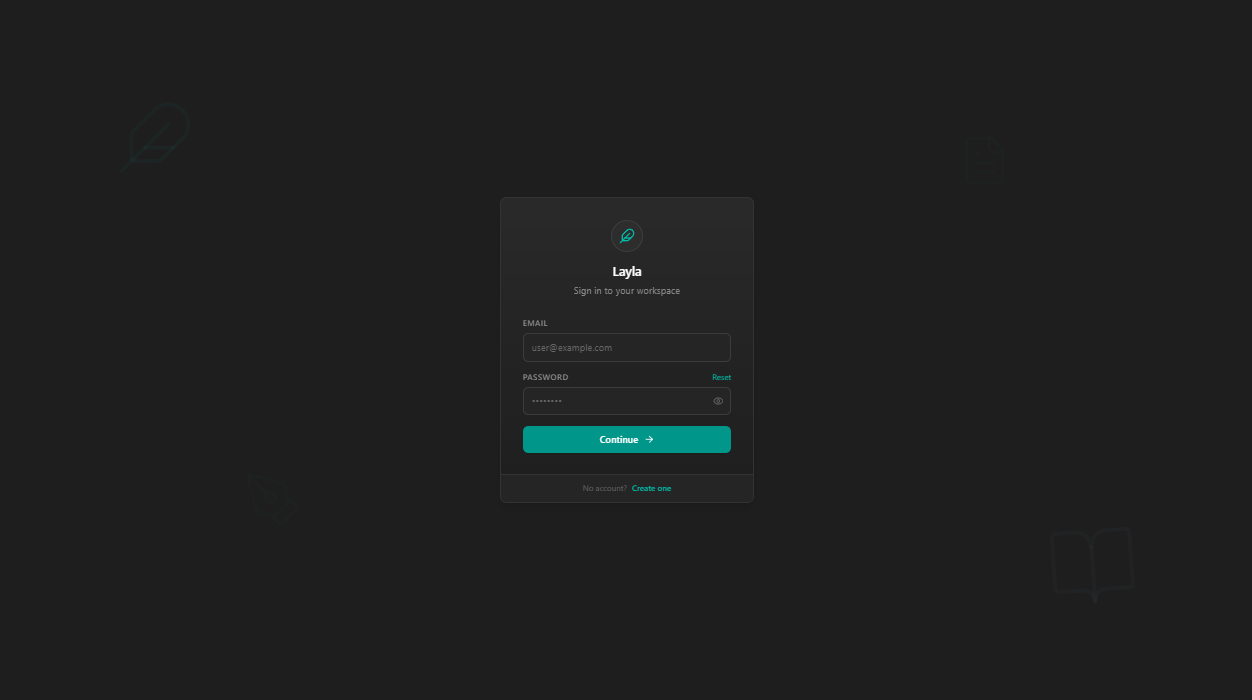 Layla
Sign in to your workspace
EMAIL
user@example.com
PASSWORD Reset
••••••••
Continue →
No account? Create one